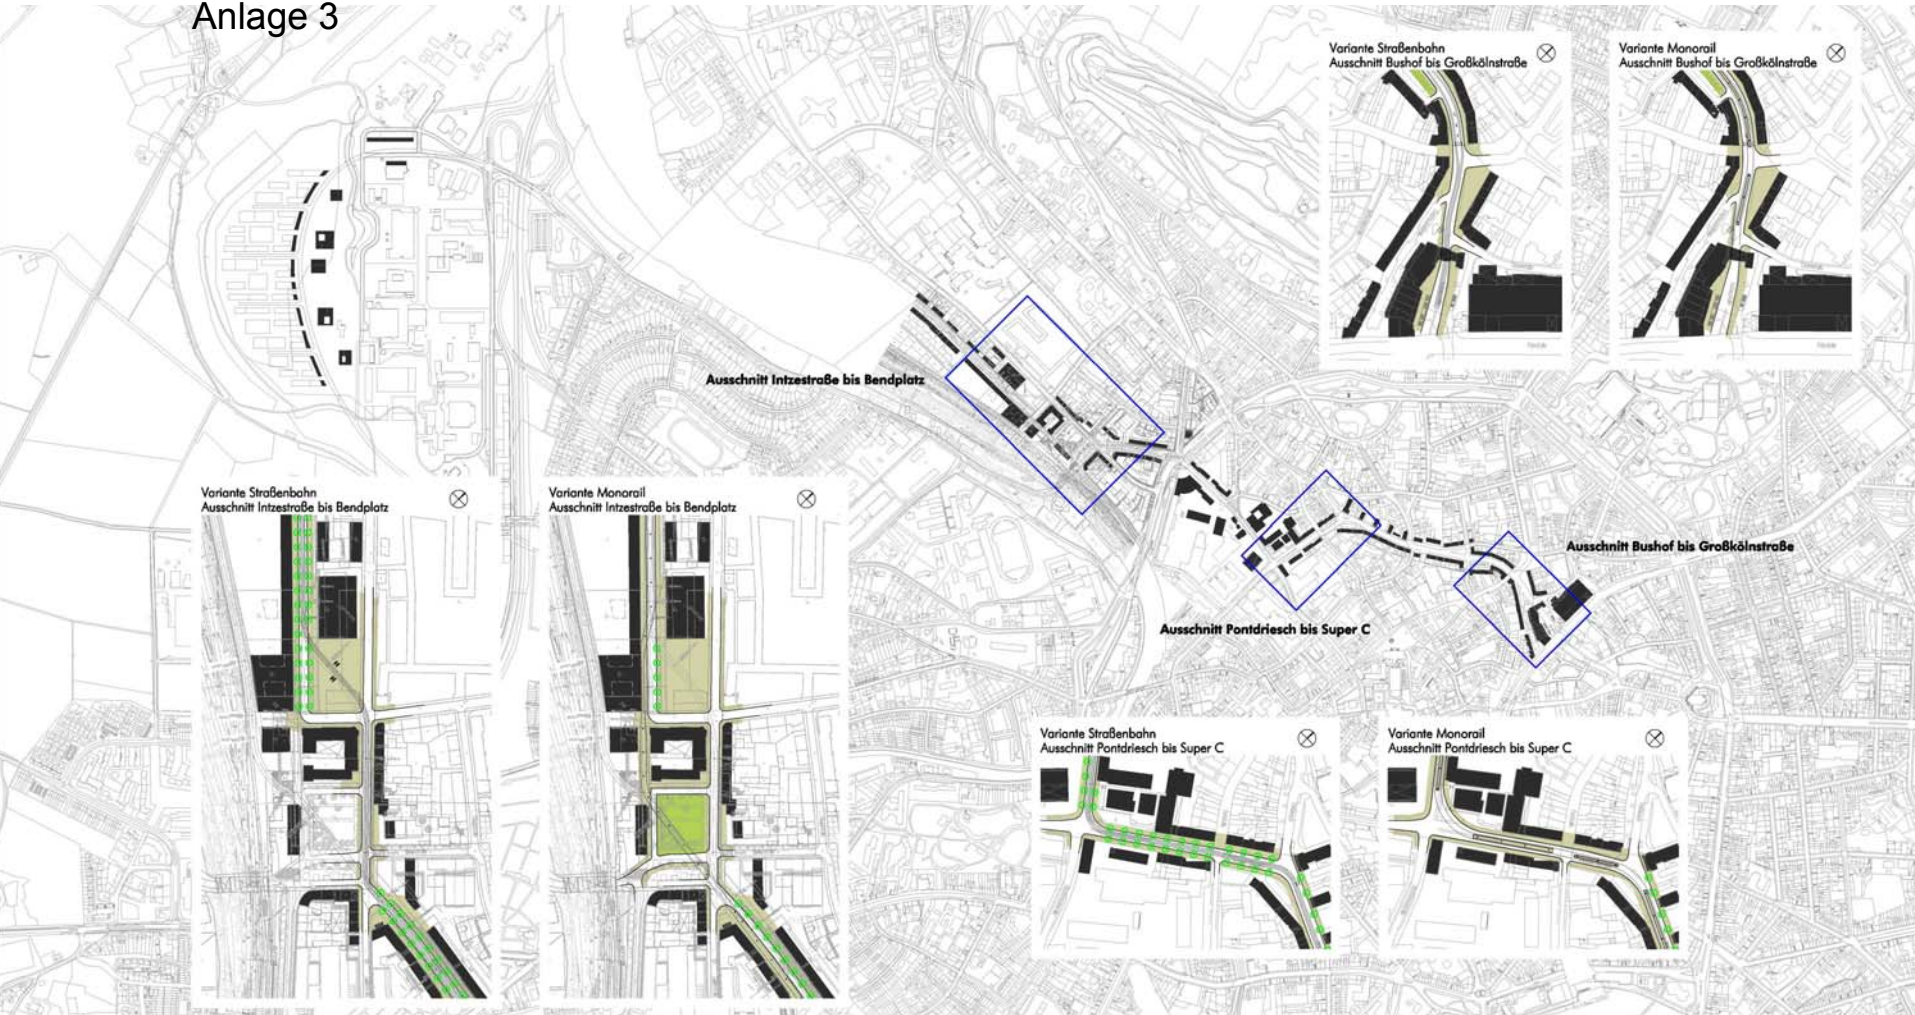 Anlage 3
Variante Straßenbahn
Ausschnitt Bushof bis Großkölnstraße
Variante Monorail
Ausschnitt Bushof bis Großkölnstraße
Ausschnitt Intzestraße bis Bendplatz
Variante Straßenbahn
Ausschnitt Intzestraße bis Bendplatz
Variante Monorail
Ausschnitt Intzestraße bis Bendplatz
Ausschnitt Bushof bis Großkölnstraße
Ausschnitt Pontdriesch bis Super C
Variante Straßenbahn
Ausschnitt Pontdriesch bis Super C
Variante Monorail
Ausschnitt Pontdriesch bis Super C